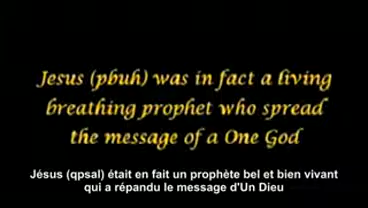 Jesus (pbuh) was in fact a living
breathing prophet who spread
the message of a One God
Jésus (qpsal) était en fait un prophète bel et bien vivant
qui a répandu le message d'Un Dieu